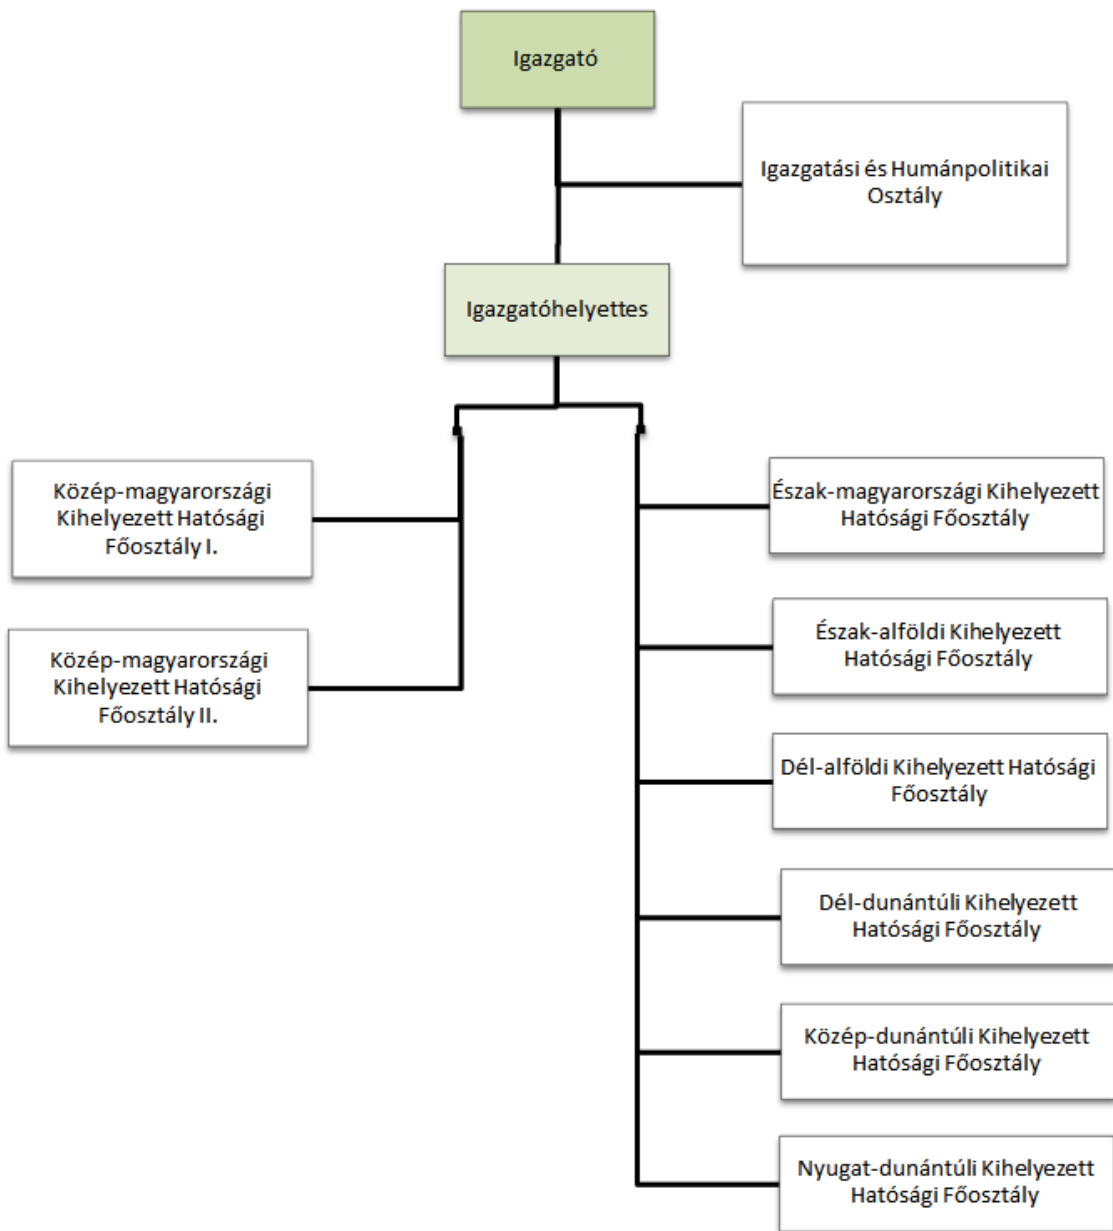 Igazgató
Igazgatási és Humánpolitikai
Osztály
Igazgatóhelyettes
Közép-magyarországi
Kihelyezett Hatósági
Főosztály I.
Közép-magyarországi
Kihelyezett Hatósági
Főosztály II.
Észak-magyarországi Kihelyezett
Hatósági Főosztály
Észak-alföldi Kihelyezett
Hatósági Főosztály
Dél-alföldi Kihelyezett Hatósági
Főosztály
Dél-dunántúli Kihelyezett
Hatósági Főosztály
Közép-dunántúli Kihelyezett
Hatósági Főosztály
Nyugat-dunántúli Kihelyezett
Hatósági Főosztály